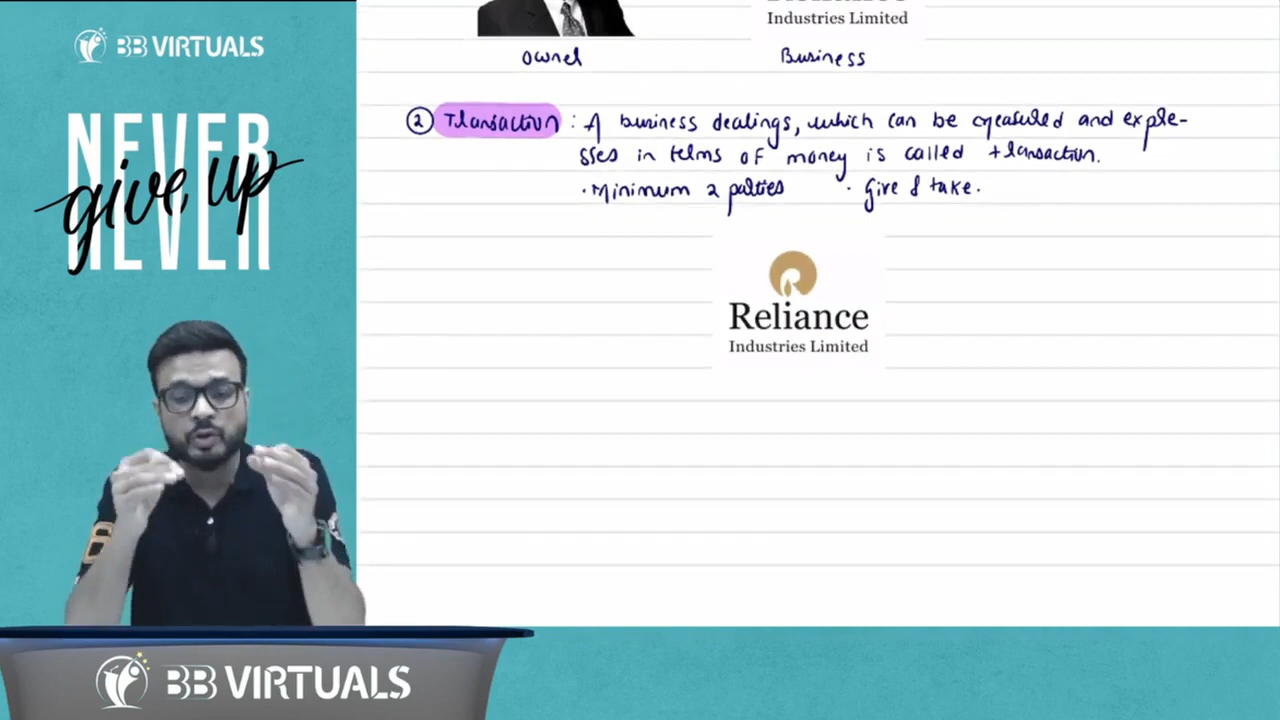 BB VIRTUALS
NEVER
give up
NEVER
Industries Limited
Owner
Business
② Transaction : A business dealings, which can be measured and expre-
sses in terms of money is called transaction.
· Minimum 2 parties · Give & take.
Reliance
Industries Limited
BB VIRTUALS